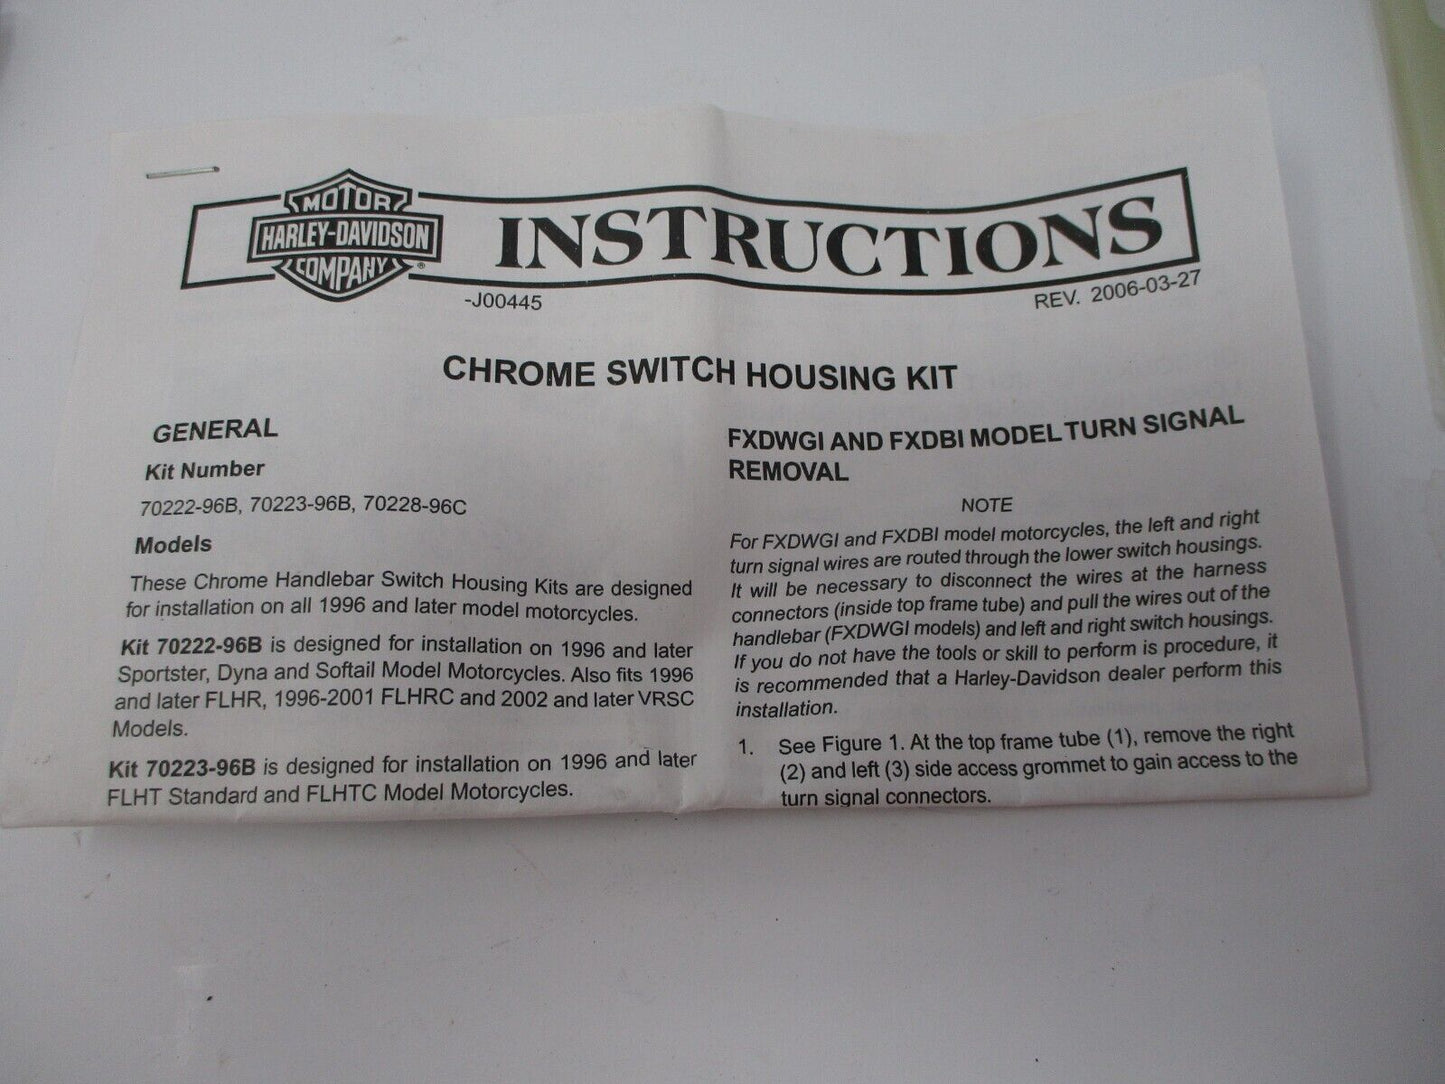 MOTOR
HARLEY-DAVIDSON
COMPANY
®
INSTRUCTIONS
-J00445
REV. 2006-03-27
CHROME SWITCH HOUSING KIT
GENERAL
Kit Number
70222-96B, 70223-96B, 70228-96C
Models
These Chrome Handlebar Switch Housing Kits are designed
for installation on all 1996 and later model motorcycles.
Kit 70222-96B is designed for installation on 1996 and later
Sportster, Dyna and Softail Model Motorcycles. Also fits 1996
and later FLHR, 1996-2001 FLHRC and 2002 and later VRSC
Models.
Kit 70223-96B is designed for installation on 1996 and later
FLHT Standard and FLHTC Model Motorcycles.
FXDWGI AND FXDBI MODEL TURN SIGNAL
REMOVAL
NOTE
For FXDWGI and FXDBI model motorcycles, the left and right
turn signal wires are routed through the lower switch housings.
It will be necessary to disconnect the wires at the harness
connectors (inside top frame tube) and pull the wires out of the
handlebar (FXDWGI models) and left and right switch housings.
If you do not have the tools or skill to perform is procedure, it
is recommended that a Harley-Davidson dealer perform this
installation.
1. See Figure 1. At the top frame tube (1), remove the right
(2) and left (3) side access grommet to gain access to the
turn signal connectors.